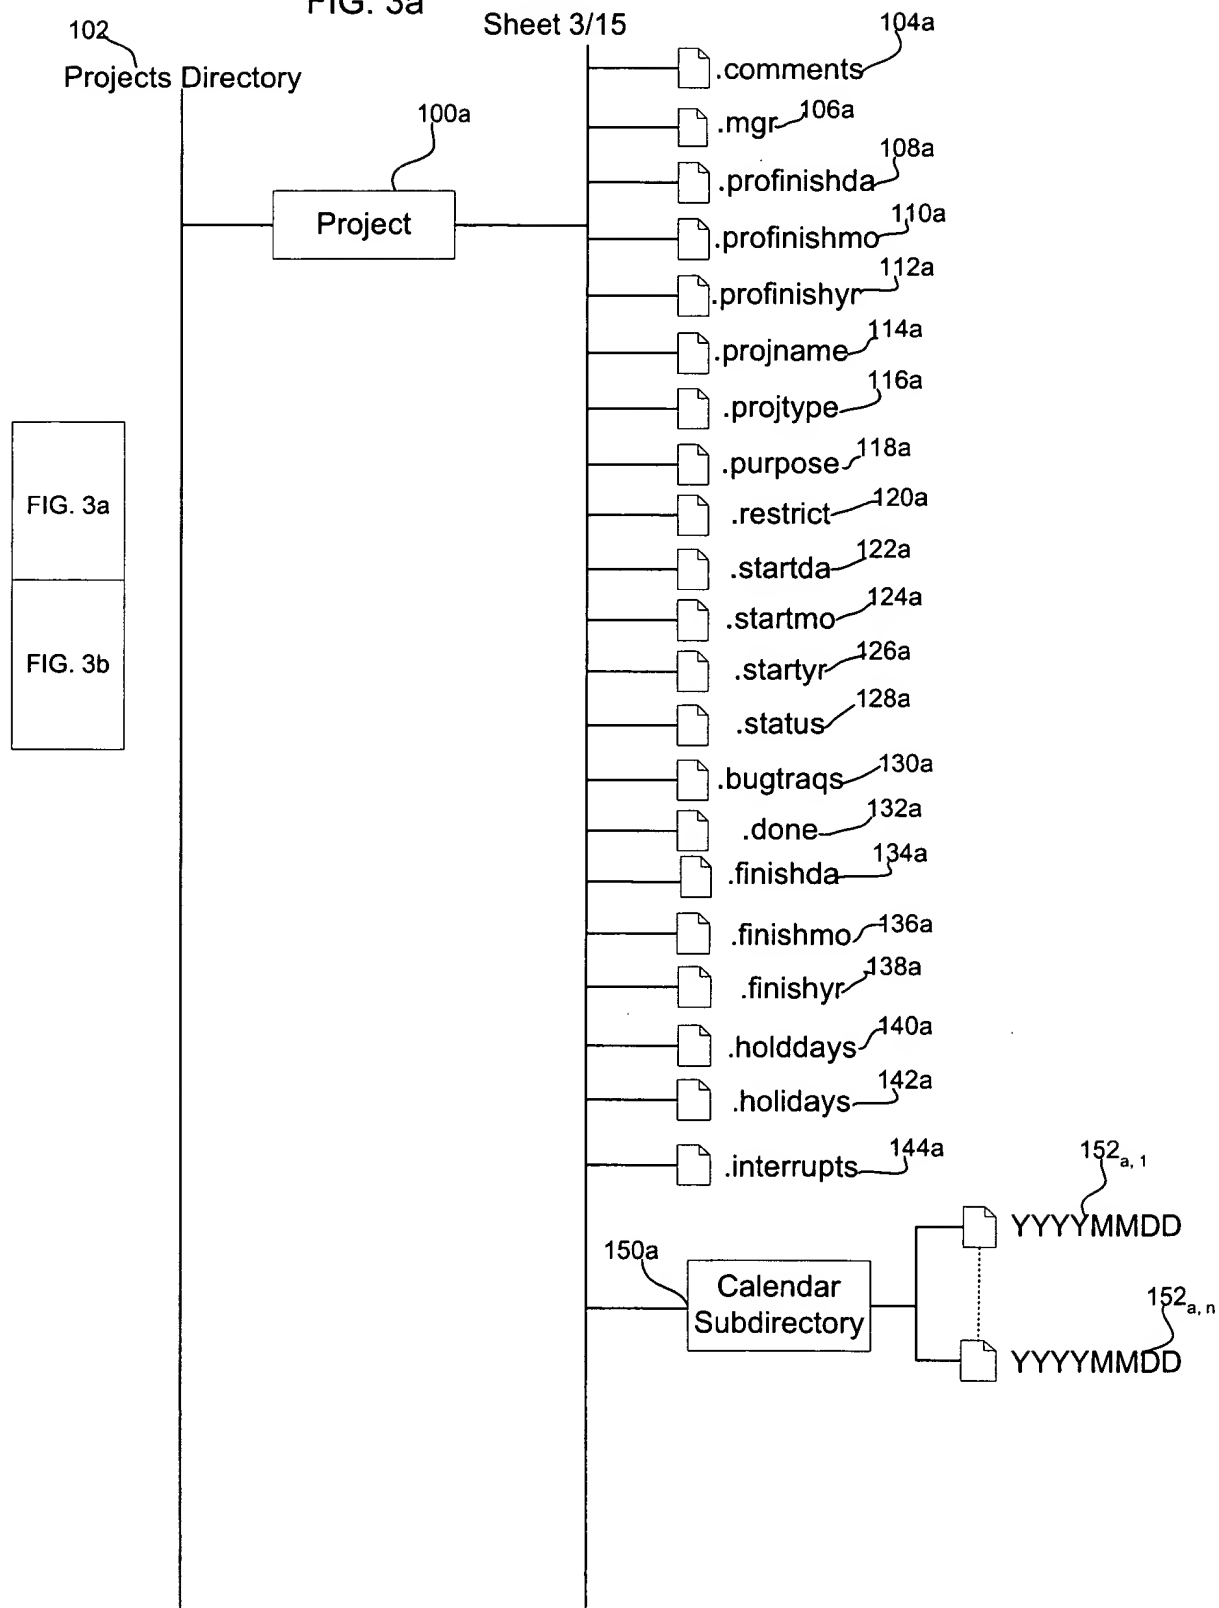 FIG. 3a
Sheet 3/15
102
Projects Directory
100a
Project
FIG. 3a
FIG. 3b
104a
.comments
106a
.mgr
108a
.profinishda
110a
.profinishmo
112a
.profinishyr
114a
.projname
116a
.projtype
118a
.purpose
120a
.restrict
122a
.startda
124a
.startmo
126a
.startyr
128a
.status
130a
.bugtraqs
132a
.done
134a
.finishda
136a
.finishmo
138a
.finishyr
140a
.holddays
142a
.holidays
144a
.interrupts
150a
Calendar
Subdirectory
152a, 1
YYYYMMDD
152a, n
YYYYMMDD